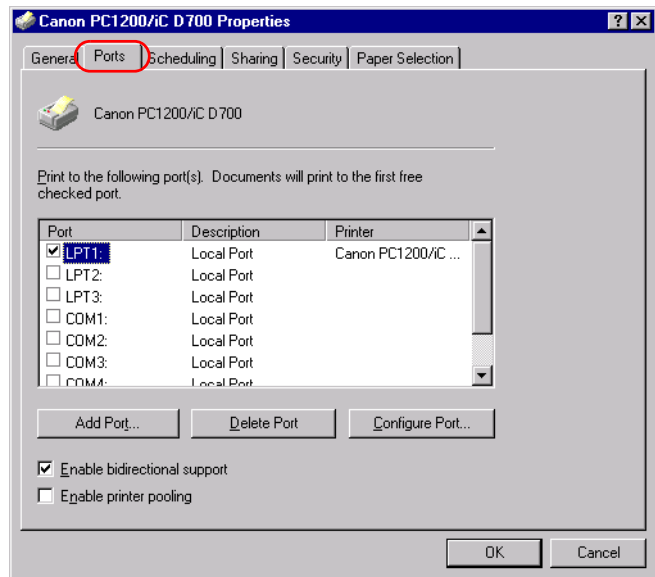 Canon PC1200/iC D700 Properties
General Ports Scheduling Sharing Security Paper Selection
Canon PC1200/iC D700
Print to the following port(s). Documents will print to the first free
checked port.
Port Description Printer
LPT1: Local Port Canon PC1200/iC ...
LPT2: Local Port
LPT3: Local Port
COM1: Local Port
COM2: Local Port
COM3: Local Port
COM4: Local Port
Add Port... Delete Port Configure Port...
Enable bidirectional support
Enable printer pooling
OK Cancel